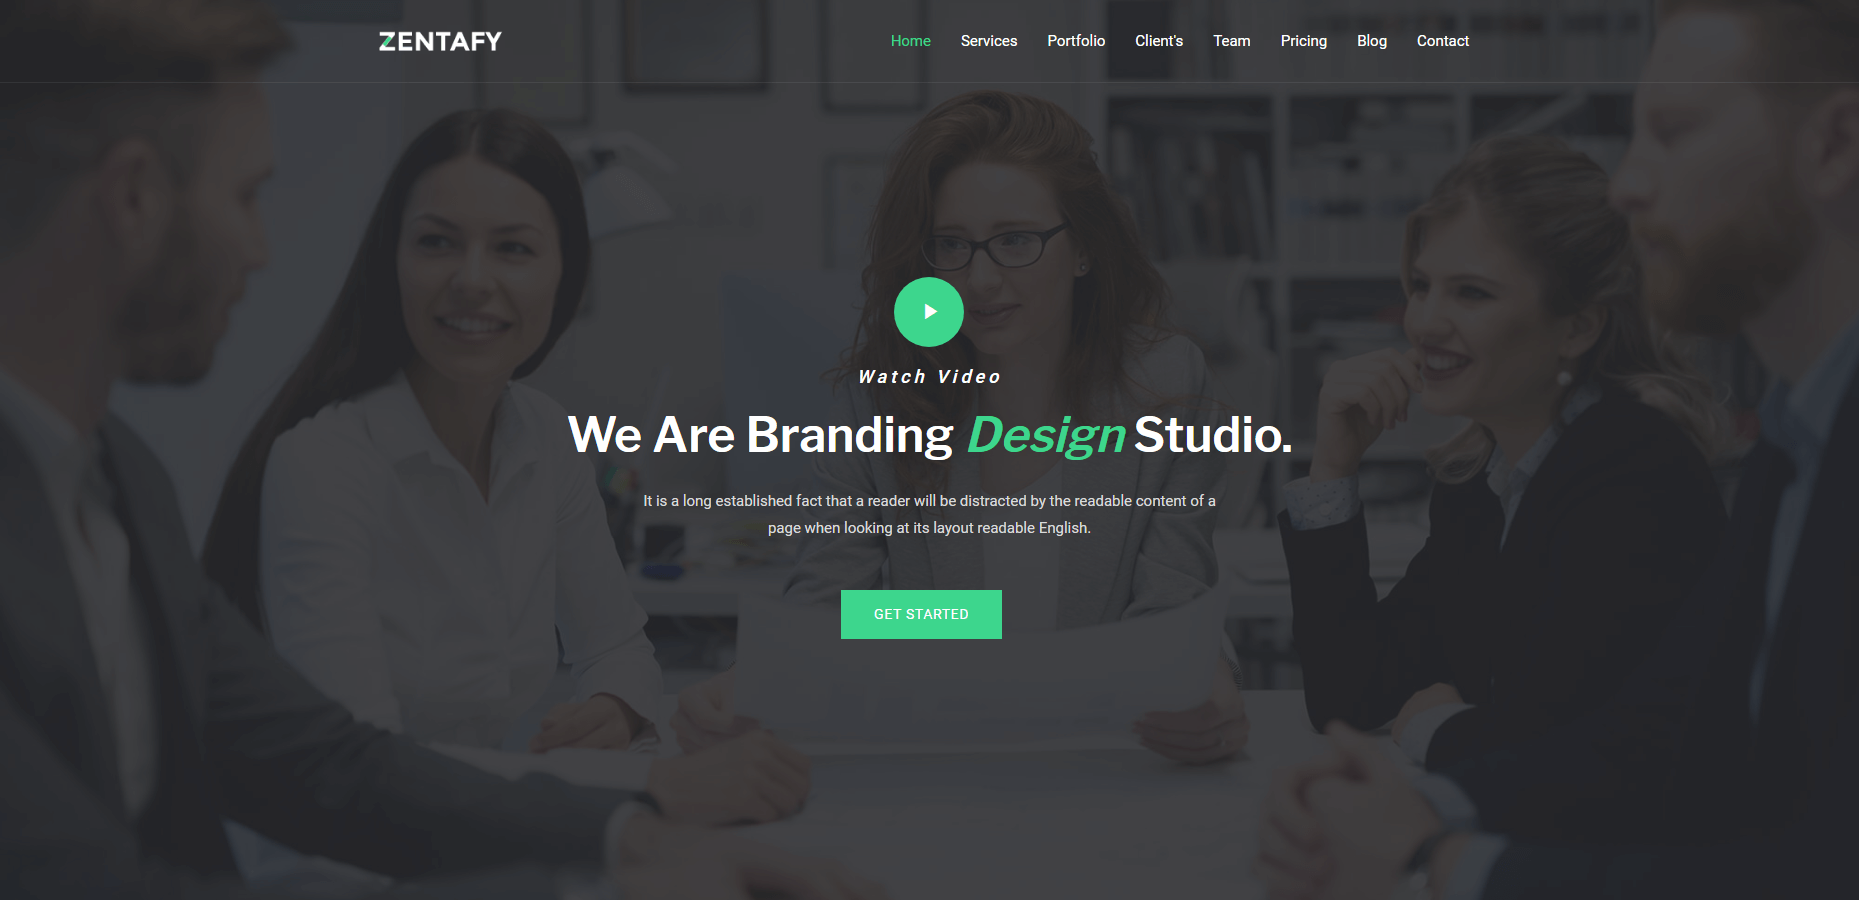 ZENTAFY
Home Services Portfolio Client's Team Pricing Blog Contact
Watch Video
We Are Branding Design Studio.
It is a long established fact that a reader will be distracted by the readable content of a
page when looking at its layout readable English.
GET STARTED